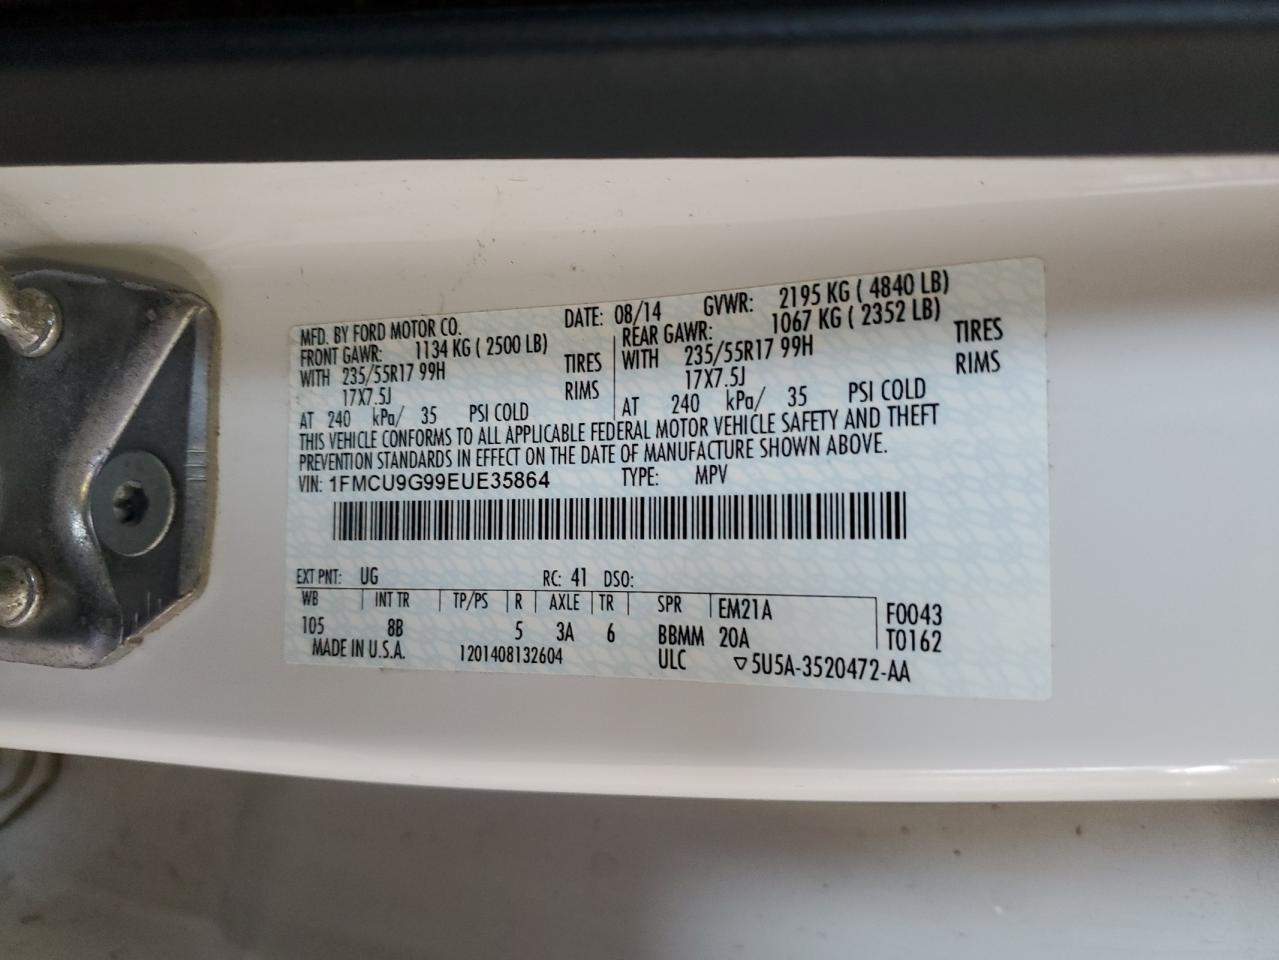 MFD. BY FORD MOTOR CO. DATE: 08/14 GVWR: 2195 KG ( 4840 LB)
FRONT GAWR: 1134 KG ( 2500 LB) REAR GAWR: 1067 KG ( 2352 LB)
WITH 235/55R17 99H TIRES WITH 235/55R17 99H TIRES
17X7.5J RIMS 17X7.5J RIMS
AT 240 kPa/ 35 PSI COLD AT 240 kPa/ 35 PSI COLD
THIS VEHICLE CONFORMS TO ALL APPLICABLE FEDERAL MOTOR VEHICLE SAFETY AND THEFT
PREVENTION STANDARDS IN EFFECT ON THE DATE OF MANUFACTURE SHOWN ABOVE.
VIN: 1FMCU9G99EUE35864 TYPE: MPV
EXT PNT: UG RC: 41 DSO:
WB INT TR TP/PS R AXLE TR SPR EM21A F0043
105 8B 5 3A 6 BBMM 20A T0162
MADE IN U.S.A. 1201408132604 ULC ▽5U5A-3520472-AA